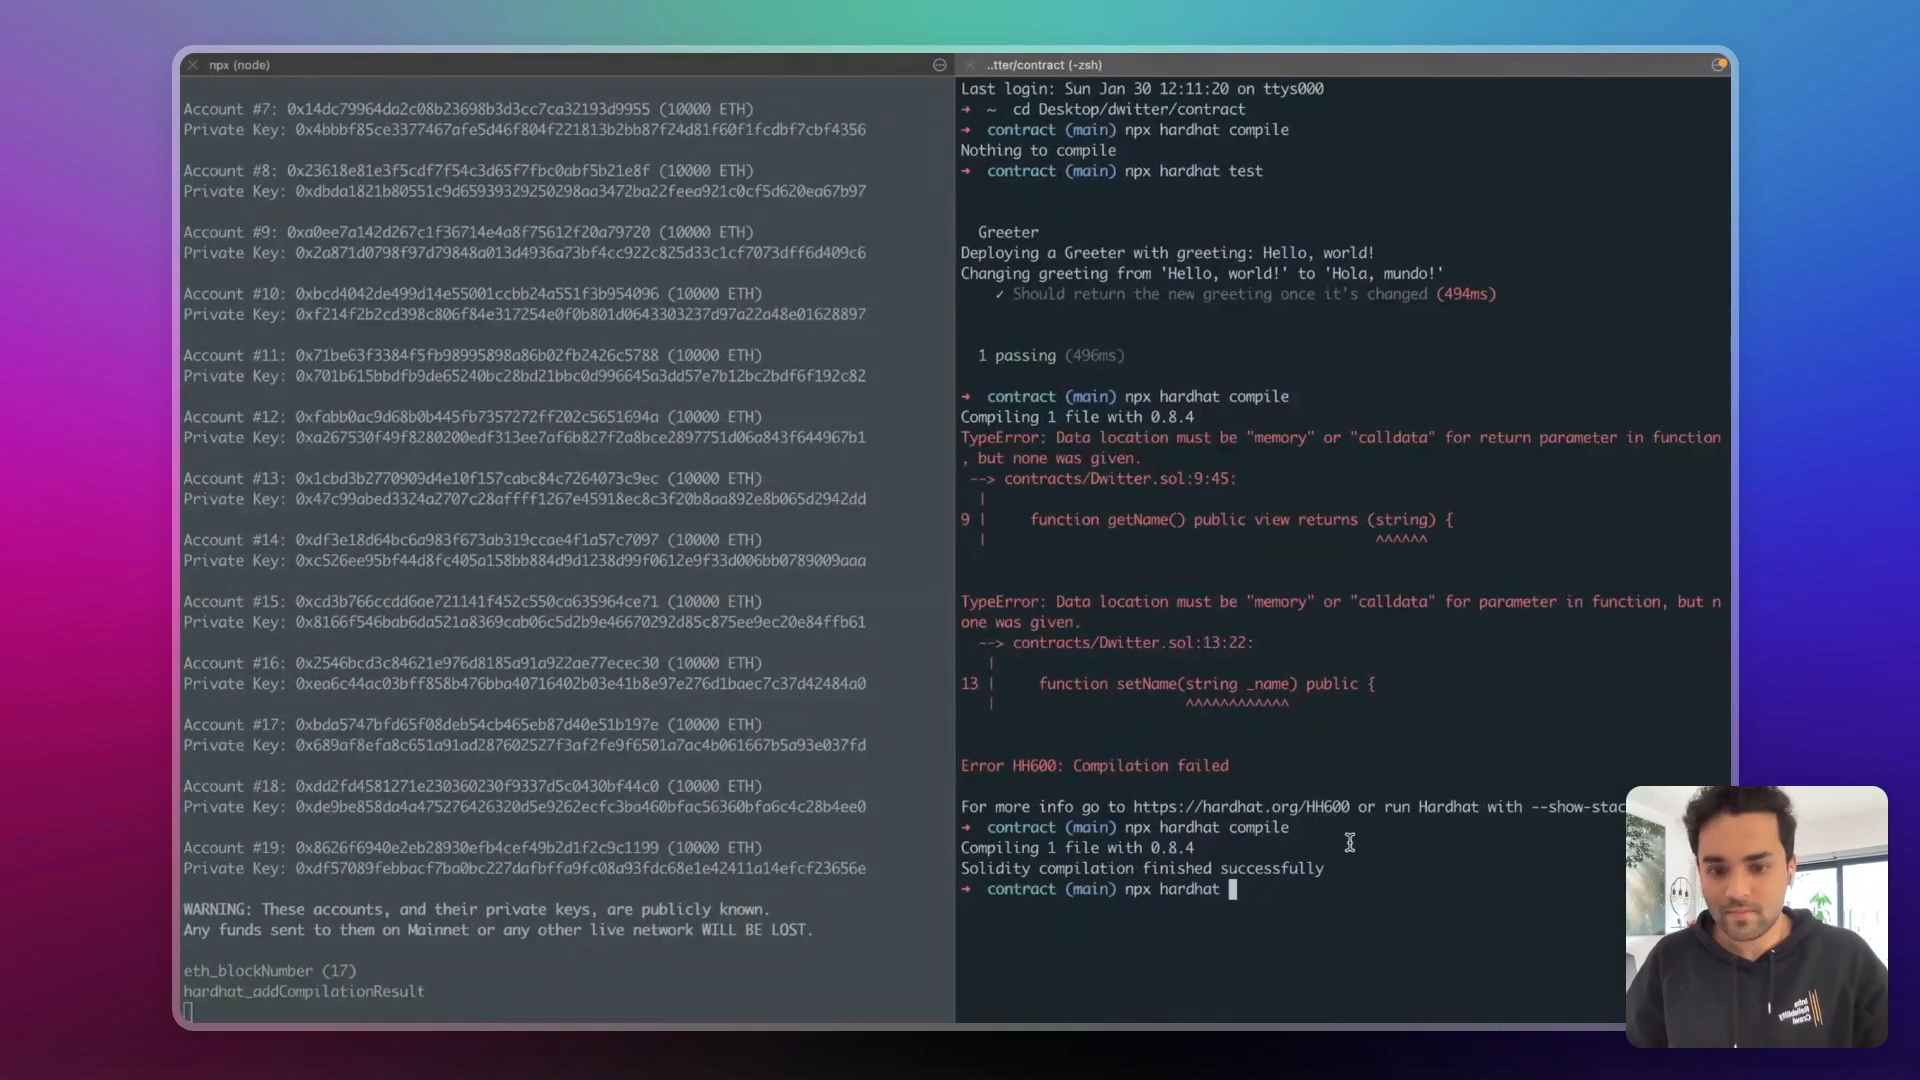 npx (node)
Account #7: 0x14dc79964da2c08b23698b3d3cc7ca32193d9955 (10000 ETH)
Private Key: 0x4bbbf85ce3377467afe5d46f804f221813b2bb87f24d81f60f1fcdbf7cbf4356
Account #8: 0x23618e81e3f5cdf7f54c3d65f7fbc0abf5b21e8f (10000 ETH)
Private Key: 0xdbda1821b80551c9d65939329250298aa3472ba22feea921c0cf5d620ea67b97
Account #9: 0xa0ee7a142d267c1f36714e4a8f75612f20a79720 (10000 ETH)
Private Key: 0x2a871d0798f97d79848a013d4936a73bf4cc922c825d33c1cf7073dff6d409c6
Account #10: 0xbcd4042de499d14e55001ccbb24a551f3b954096 (10000 ETH)
Private Key: 0xf214f2b2cd398c806f84e317254e0f0b801d0643303237d97a22a48e01628897
Account #11: 0x71be63f3384f5fb98995898a86b02fb2426c5788 (10000 ETH)
Private Key: 0x701b615bbdfb9de65240bc28bd21bbc0d996645a3dd57e7b12bc2bdf6f192c82
Account #12: 0xfabb0ac9d68b0b445fb7357272ff202c5651694a (10000 ETH)
Private Key: 0xa267530f49f8280200edf313ee7af6b827f2a8bce2897751d06a843f644967b1
Account #13: 0x1cbd3b2770909d4e10f157cabc84c7264073c9ec (10000 ETH)
Private Key: 0x47c99abed3324a2707c28affff1267e45918ec8c3f20b8aa892e8b065d2942dd
Account #14: 0xdf3e18d64bc6a983f673ab319ccae4f1a57c7097 (10000 ETH)
Private Key: 0xc526ee95bf44d8fc405a158bb884d9d1238d99f0612e9f33d006bb0789009aaa
Account #15: 0xcd3b766ccdd6ae721141f452c550ca635964ce71 (10000 ETH)
Private Key: 0x8166f546bab6da521a8369cab06c5d2b9e46670292d85c875ee9ec20e84ffb61
Account #16: 0x2546bcd3c84621e976d8185a91a922ae77ecec30 (10000 ETH)
Private Key: 0xea6c44ac03bff858b476bba40716402b03e41b8e97e276d1baec7c37d42484a0
Account #17: 0xbda5747bfd65f08deb54cb465eb87d40e51b197e (10000 ETH)
Private Key: 0x689af8efa8c651a91ad287602527f3af2fe9f6501a7ac4b061667b5a93e037fd
Account #18: 0xdd2fd4581271e230360230f9337d5c0430bf44c0 (10000 ETH)
Private Key: 0xde9be858da4a475276426320d5e9262ecfc3ba460bfac56360bfa6c4c28b4ee0
Account #19: 0x8626f6940e2eb28930efb4cef49b2d1f2c9c1199 (10000 ETH)
Private Key: 0xdf57089febbacf7ba0bc227dafbffa9fc08a93fdc68e1e42411a14efcf23656e
WARNING: These accounts, and their private keys, are publicly known.
Any funds sent to them on Mainnet or any other live network WILL BE LOST.
eth_blockNumber (17)
hardhat_addCompilationResult
..tter/contract (-zsh)
Last login: Sun Jan 30 12:11:20 on ttys000
→ ~ cd Desktop/dwitter/contract
→ contract (main) npx hardhat compile
Nothing to compile
→ contract (main) npx hardhat test
Greeter
Deploying a Greeter with greeting: Hello, world!
Changing greeting from 'Hello, world!' to 'Hola, mundo!'
✓ Should return the new greeting once it's changed (494ms)
1 passing (496ms)
→ contract (main) npx hardhat compile
Compiling 1 file with 0.8.4
TypeError: Data location must be "memory" or "calldata" for return parameter in function
, but none was given.
--> contracts/Dwitter.sol:9:45:
|
9 | function getName() public view returns (string) {
| ^^^^^^
TypeError: Data location must be "memory" or "calldata" for parameter in function, but n
one was given.
--> contracts/Dwitter.sol:13:22:
|
13 | function setName(string _name) public {
| ^^^^^^^^^^^^
Error HH600: Compilation failed
For more info go to https://hardhat.org/HH600 or run Hardhat with --show-stac
→ contract (main) npx hardhat compile
Compiling 1 file with 0.8.4
Solidity compilation finished successfully
→ contract (main) npx hardhat
Infra
Reliability
Crew